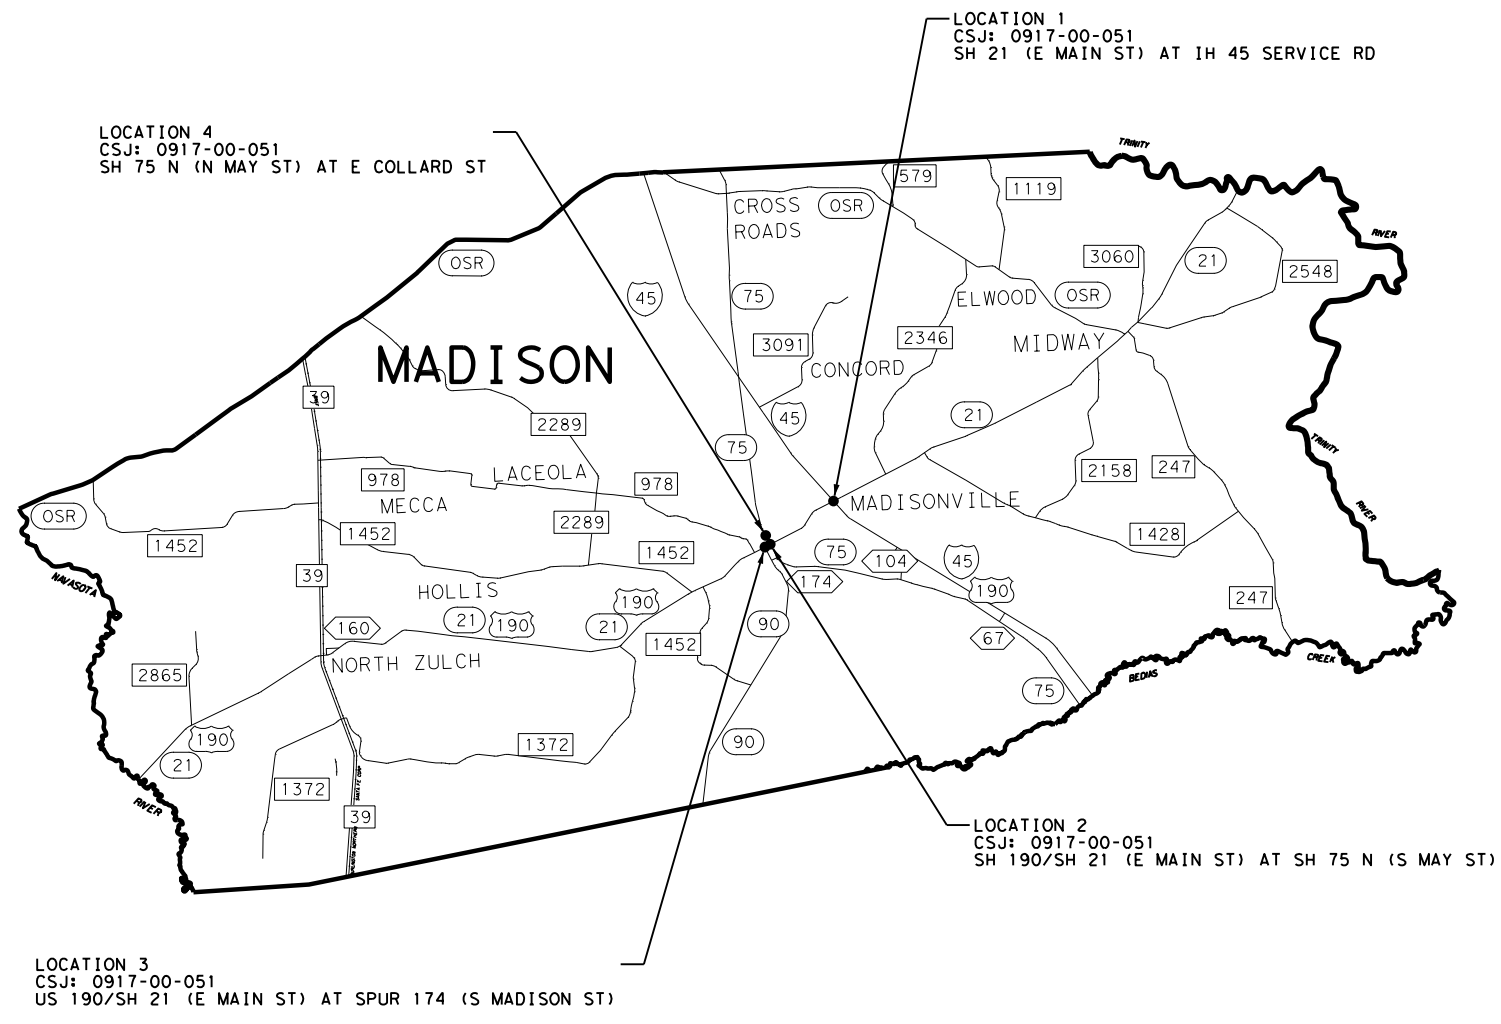 LOCATION 1
CSJ: 0917-00-051
SH 21 (E MAIN ST) AT IH 45 SERVICE RD
LOCATION 4
CSJ: 0917-00-051
SH 75 N (N MAY ST) AT E COLLARD ST
TRINITY
579
1119
CROSS
ROADS
OSR
RIVER
OSR
3060
21
2548
45
75
ELWOOD
OSR
3091
2346
MIDWAY
MADISON
CONCORD
39
45
21
2289
75
TRINITY
LACEOLA
978
978
2158
247
MECCA
MADISONVILLE
RIVER
OSR
1452
1452
2289
1452
75
104
45
1428
NAVASOTA
39
HOLLIS
174
190
190
247
160
21
190
21
90
67
1452
NORTH ZULCH
CREEK
2865
BEDIAS
75
190
21
1372
90
1372
SANTA FE CORP
RIVER
39
BURLINGTON NORTHERN
LOCATION 2
CSJ: 0917-00-051
SH 190/SH 21 (E MAIN ST) AT SH 75 N (S MAY ST)
LOCATION 3
CSJ: 0917-00-051
US 190/SH 21 (E MAIN ST) AT SPUR 174 (S MADISON ST)